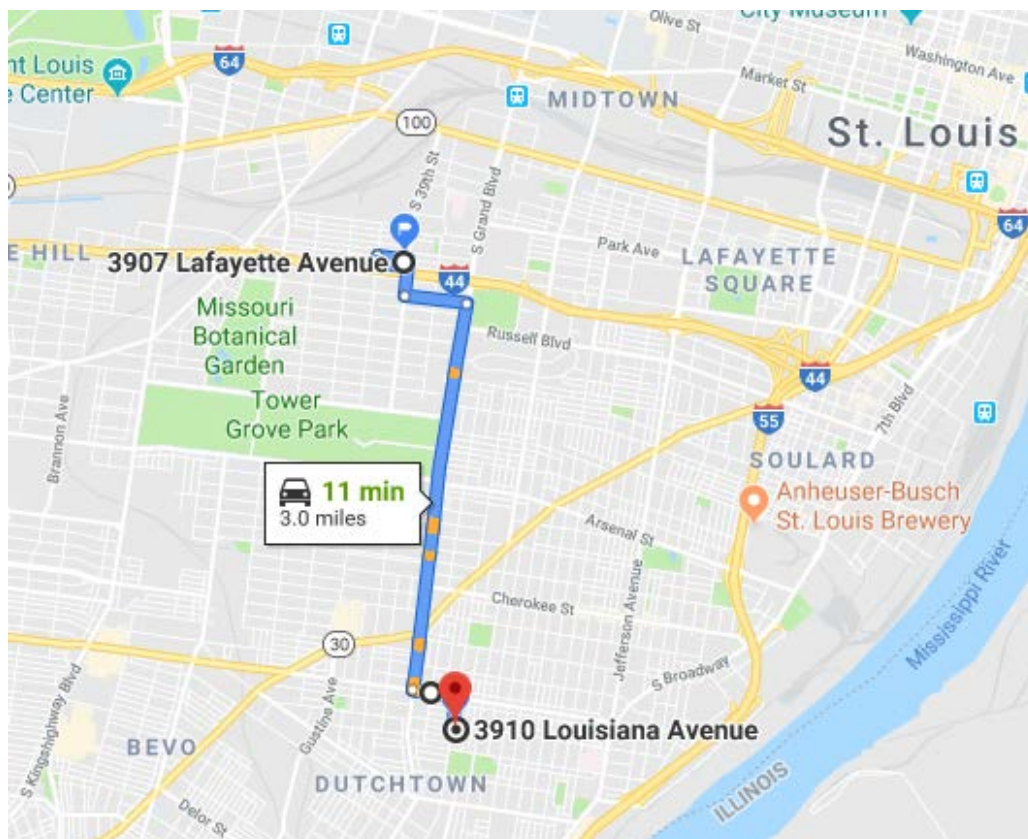 Olive St
City Museum
Washington Ave
nt Louis
e Center
64
Market St
MIDTOWN
100
St. Louis
S 39th St
S Grand Blvd
64
Park Ave
E HILL
3907 Lafayette Avenue
44
LAFAYETTE
SQUARE
Missouri
Botanical
Garden
Russell Blvd
44
Tower
Grove Park
55
7th Blvd
Brannon Ave
SOULARD
11 min
3.0 miles
Anheuser-Busch
St. Louis Brewery
Arsenal St
Mississippi River
Cherokee St
Jefferson Avenue
30
S Broadway
3910 Louisiana Avenue
S Kingshighway Blvd
Gustine Ave
BEVO
DUTCHTOWN
ILLINOIS
Delor St